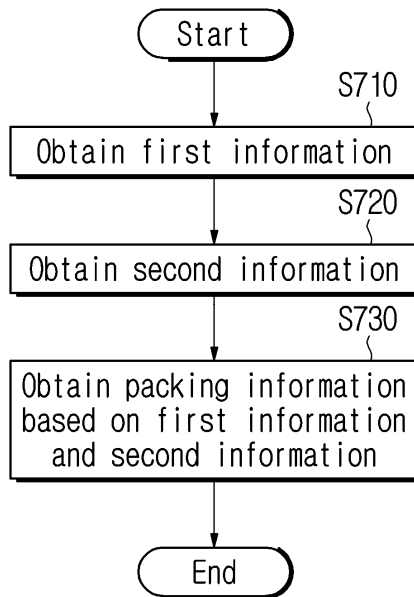 Start
S710
Obtain first information
S720
Obtain second information
S730
Obtain packing information
based on first information
and second information
End